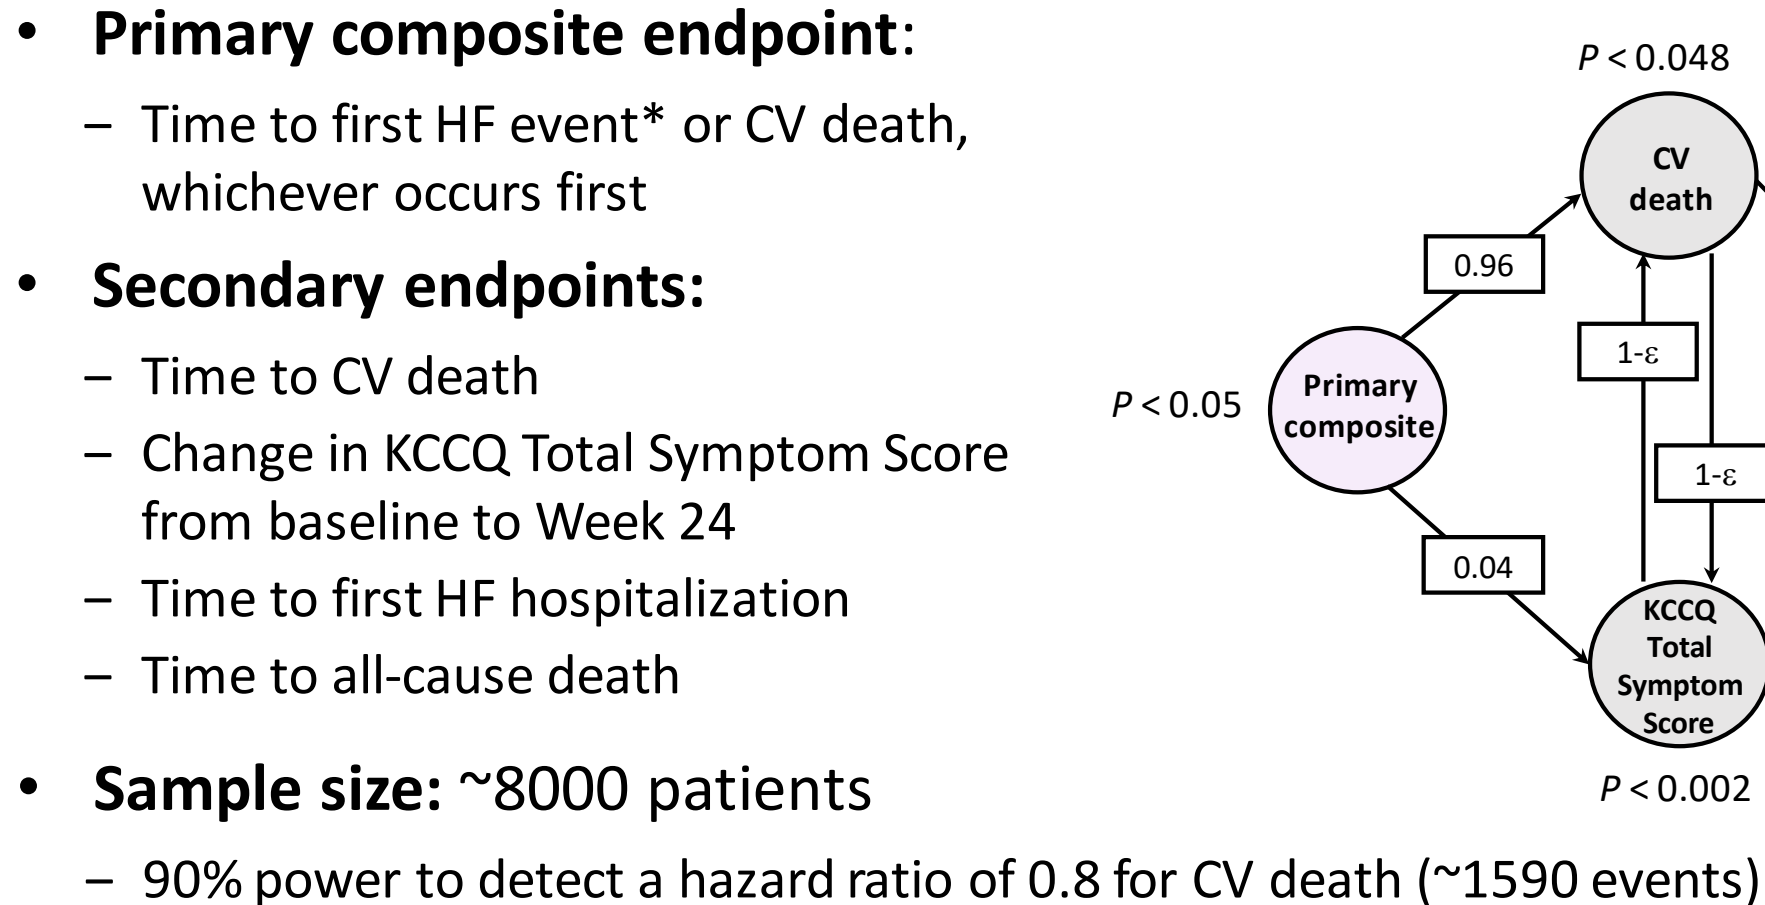 • Primary composite endpoint:
– Time to first HF event* or CV death,
whichever occurs first
• Secondary endpoints:
– Time to CV death
– Change in KCCQ Total Symptom Score
from baseline to Week 24
– Time to first HF hospitalization
– Time to all-cause death
• Sample size: ~8000 patients
– 90% power to detect a hazard ratio of 0.8 for CV death (~1590 events)
P < 0.048
CV
death
0.96
1-ε
P < 0.05
Primary
composite
1-ε
0.04
KCCQ
Total
Symptom
Score
P < 0.002